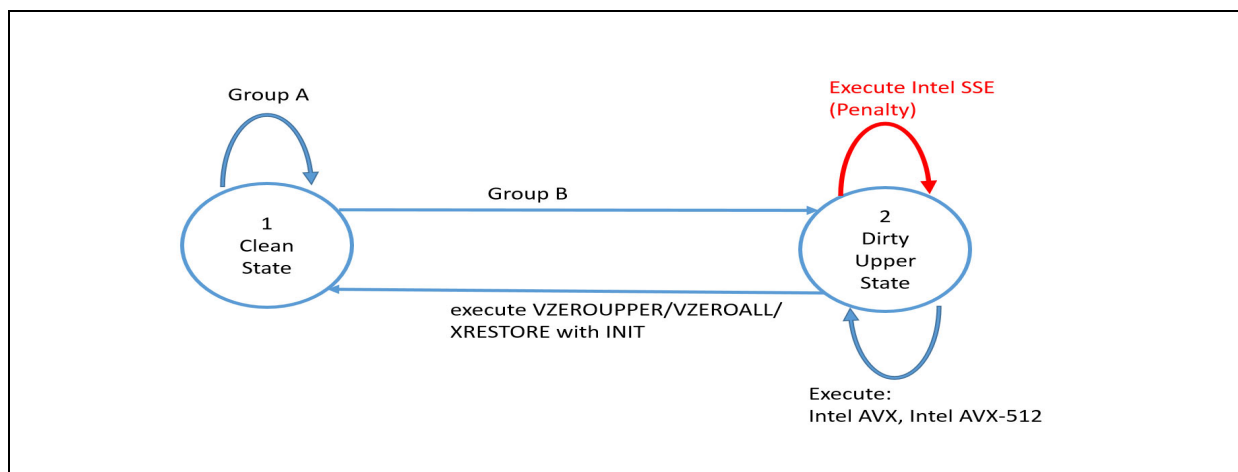 Group A
Execute Intel SSE
(Penalty)
Group B
1
Clean
State
2
Dirty
Upper
State
execute VZEROUPPER/VZEROALL/
XRESTORE with INIT
Execute:
Intel AVX, Intel AVX-512